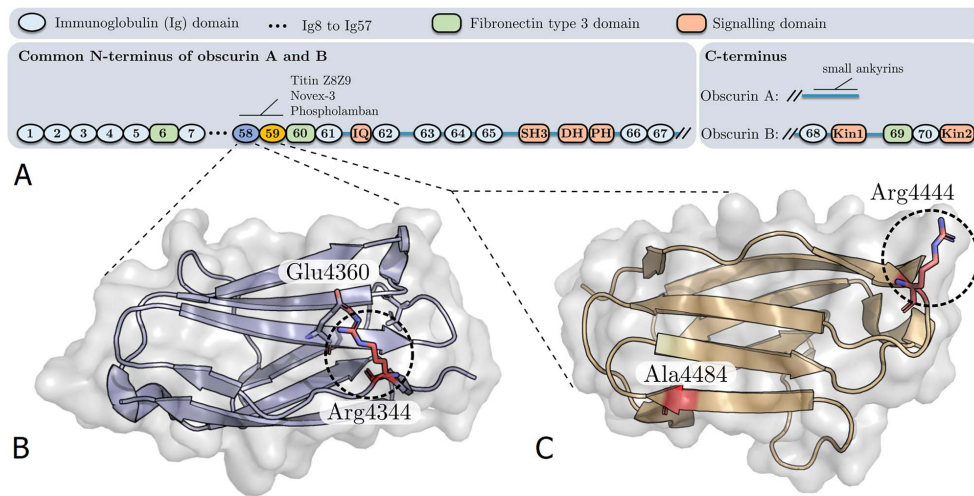 Immunoglobulin (Ig) domain ••• Ig8 to Ig57 Fibronectin type 3 domain Signalling domain
Common N-terminus of obscurin A and B
Titin Z8Z9
Novex-3
Phospholamban
1 2 3 4 5 6 7 ••• 58 59 60 61 IQ 62 63 64 65 SH3 DH PH 66 67 //
C-terminus
small ankyrins
Obscurin A: //
Obscurin B: // 68 Kin1 69 70 Kin2
A
Glu4360
Arg4344
B
Arg4444
Ala4484
C